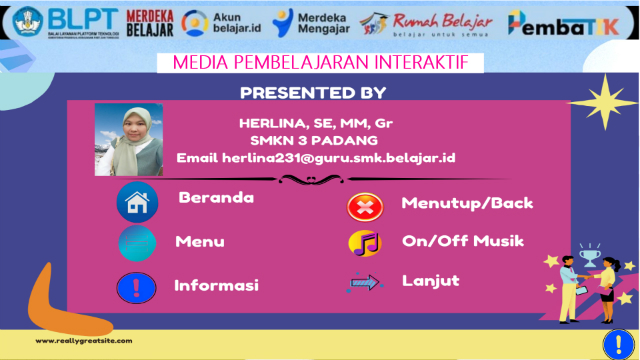 BLPT
BALAI LAYANAN PLATFORM TEKNOLOGI
MERDEKA
BELAJAR
Akun
belajar.id
Merdeka
Mengajar
Rumah Belajar
belajar untuk semua
PembaTIK
MEDIA PEMBELAJARAN INTERAKTIF
PRESENTED BY
HERLINA, SE, MM, Gr
SMKN 3 PADANG
Email herlina231@guru.smk.belajar.id
Beranda
Menutup/Back
Menu
On/Off Musik
Informasi
Lanjut
www.reallygreatsite.com